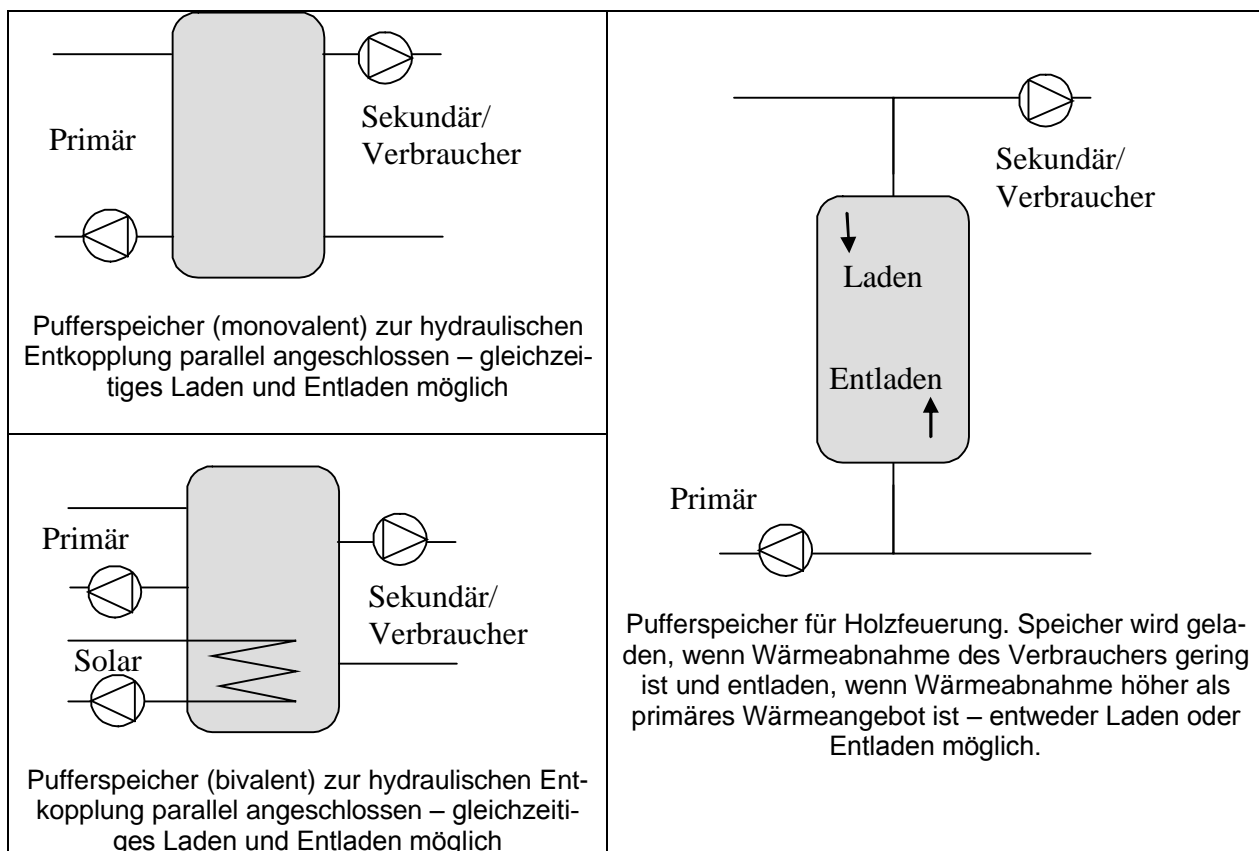 Primär
Sekundär/
Verbraucher
Pufferspeicher (monovalent) zur hydraulischen
Entkopplung parallel angeschlossen – gleichzei-
tiges Laden und Entladen möglich
Primär
Solar
Sekundär/
Verbraucher
Pufferspeicher (bivalent) zur hydraulischen Ent-
kopplung parallel angeschlossen – gleichzeiti-
ges Laden und Entladen möglich
Sekundär/
Verbraucher
Laden
Entladen
Primär
Pufferspeicher für Holzfeuerung. Speicher wird gela-
den, wenn Wärmeabnahme des Verbrauchers gering
ist und entladen, wenn Wärmeabnahme höher als
primäres Wärmeangebot ist – entweder Laden oder
Entladen möglich.